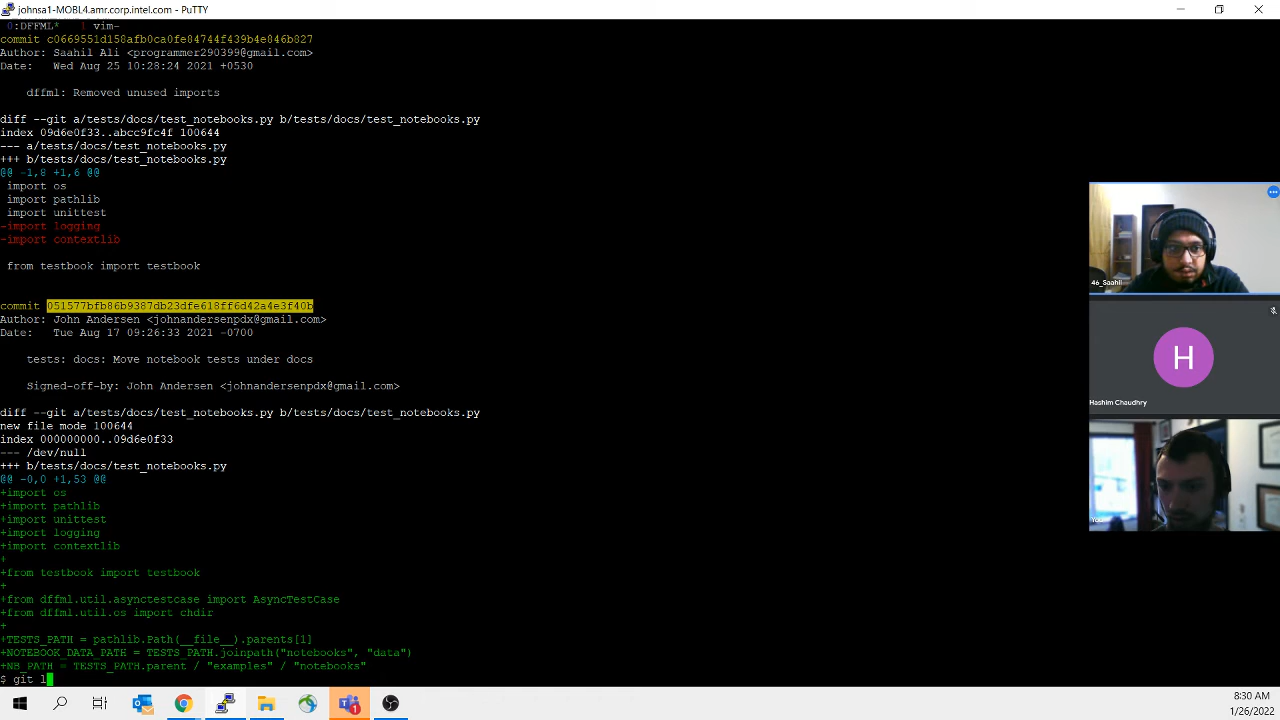 johnsa1-MOBL4.amr.corp.intel.com - PuTTY
0:DFFML* ! vim-
commit c0669551d158afb0ca0fe04744f439b4e846b827
Author: Saahil Ali <programmer290399@gmail.com>
Date:   Wed Aug 25 10:28:24 2021 +0530
dffml: Removed unused imports
diff --git a/tests/docs/test_notebooks.py b/tests/docs/test_notebooks.py
index 09d6e0f33..abcc9fc4f 100644
--- a/tests/docs/test_notebooks.py
+++ b/tests/docs/test_notebooks.py
@@ -1,8 +1,6 @@
import os
import pathlib
import unittest
-import logging
-import contextlib
from testbook import testbook
commit 051577bfb86b9387db23dfe618ff6d42a4e3f40b
Author: John Andersen <johnandersenpdx@gmail.com>
Date:   Tue Aug 17 09:26:33 2021 -0700
tests: docs: Move notebook tests under docs
Signed-off-by: John Andersen <johnandersenpdx@gmail.com>
diff --git a/tests/docs/test_notebooks.py b/tests/docs/test_notebooks.py
new file mode 100644
index 000000000..09d6e0f33
--- /dev/null
+++ b/tests/docs/test_notebooks.py
@@ -0,0 +1,53 @@
+import os
+import pathlib
+import unittest
+import logging
+import contextlib
+
+from testbook import testbook
+
+from dffml.util.asynctestcase import AsyncTestCase
+from dffml.util.os import chdir
+
+TESTS_PATH = pathlib.Path(__file__).parents[1]
+NOTEBOOK_DATA_PATH = TESTS_PATH.joinpath("notebooks", "data")
+NB_PATH = TESTS_PATH.parent / "examples" / "notebooks"
$ git l
46_Saahil
H
Hashim Chaudhry
You
1
8:30 AM
1/26/2022